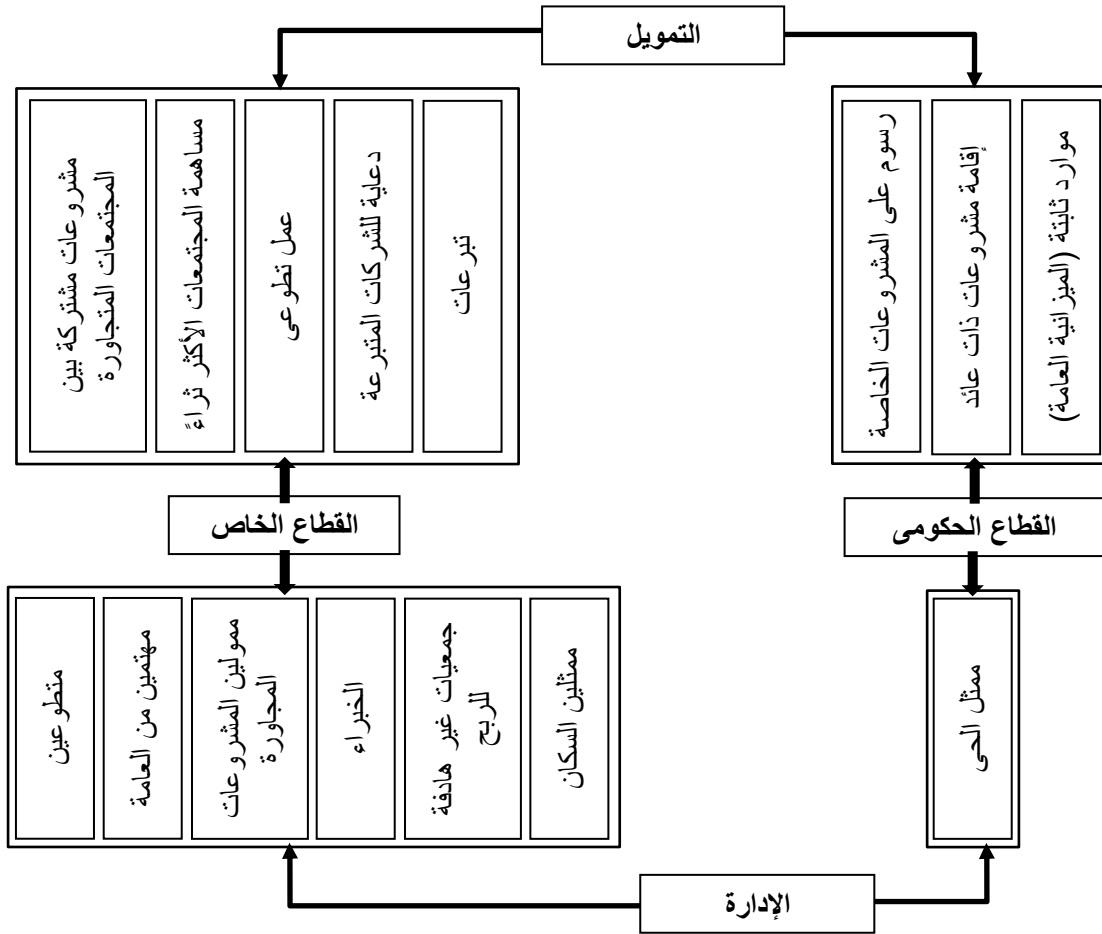 التمويل
موارد ثابتة (الميزانية العامة)
إقامة مشروعات ذات عائد
رسوم على المشروعات الخاصة
تبرعات
دعاية للشركات المتبرعة
عمل تطوعى
مساهمة المجتمعات الأكثر ثراءً
مشروعات مشتركة بين
المجتمعات المتجاورة
القطاع الحكومى
القطاع الخاص
ممثل الحى
ممثلين السكان
جمعيات غير هادفة
للربح
الخبراء
ممولين المشروعات
المجاورة
مهتمين من العامة
متطوعين
الإدارة